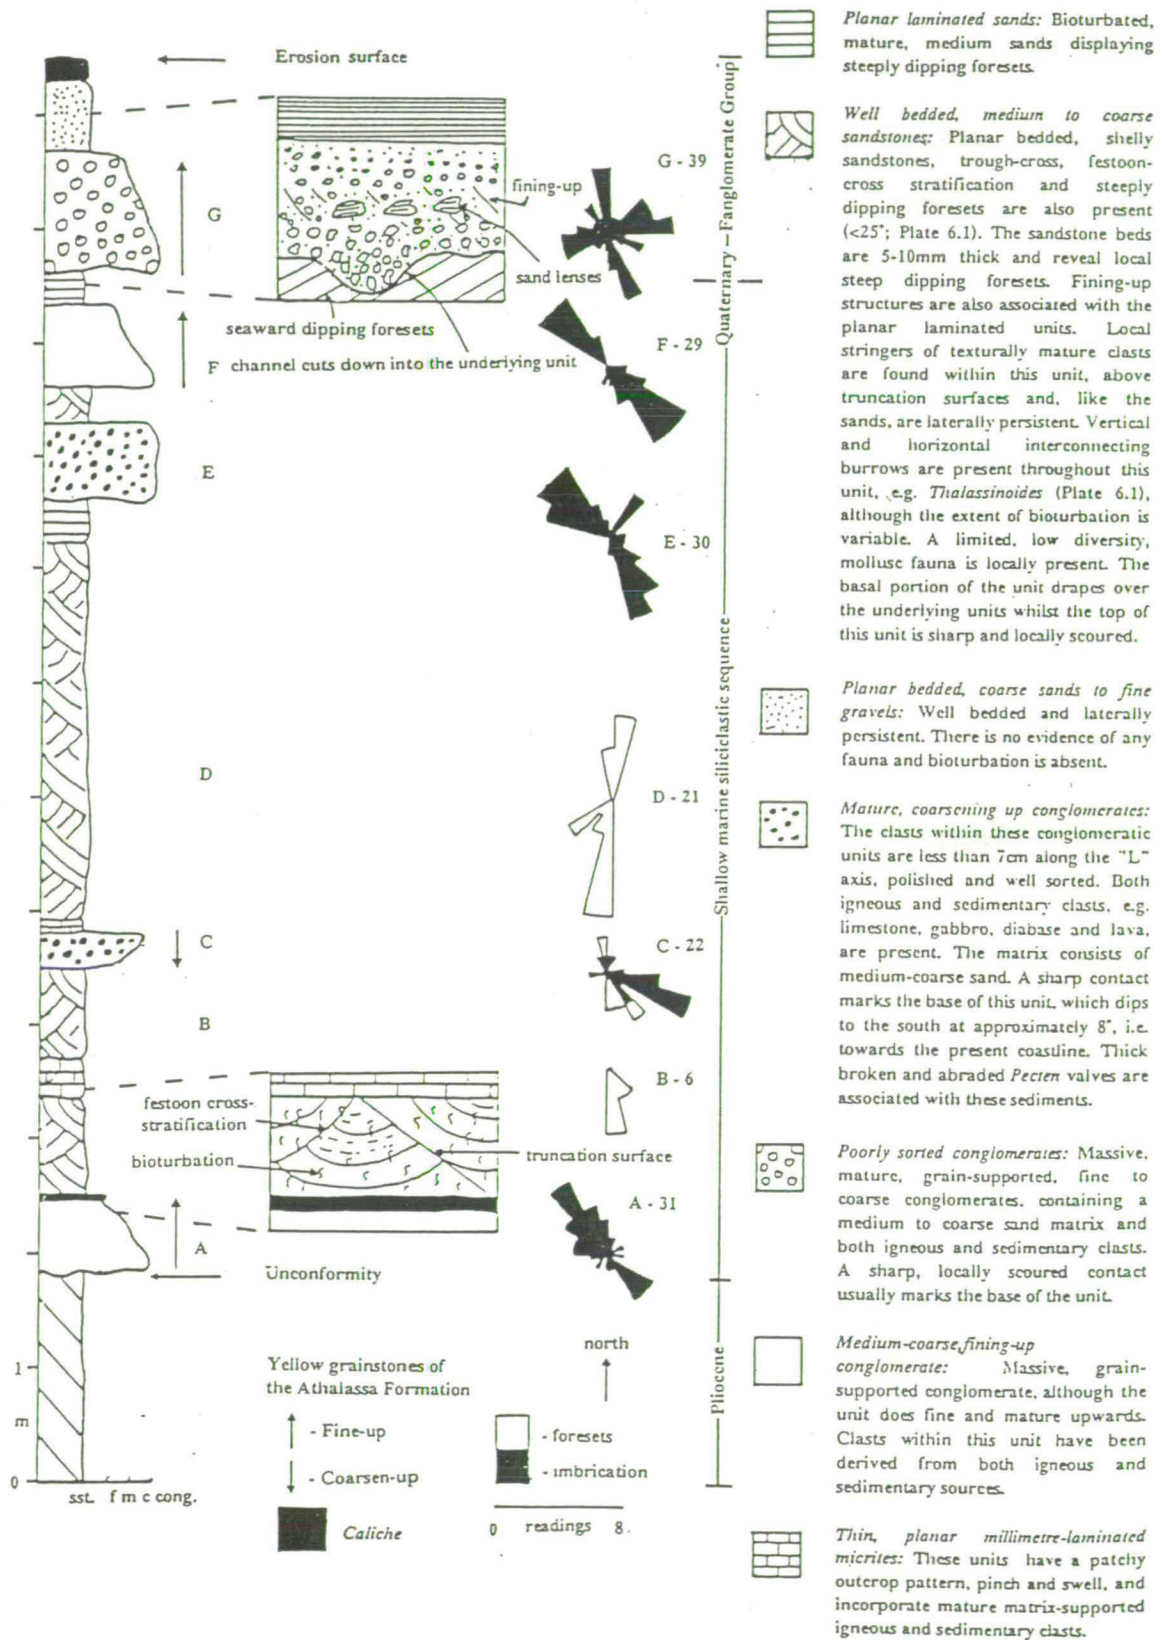 Erosion surface
G
fining-up
sand lenses
seaward dipping foresets
F
channel cuts down into the underlying unit
E
D
C
B
festoon cross-
stratification
bioturbation
truncation surface
A
Unconformity
G - 39
F - 29
E - 30
D - 21
C - 22
B - 6
A - 31
Quaternary – Fanglomerate Group
Shallow marine siliciclastic sequence
Pliocene
north
Yellow grainstones of
the Athalassa Formation
- Fine-up
- Coarsen-up
Caliche
- foresets
- imbrication
0 readings 8.
1
m
0
sst. f m c cong.
Planar laminated sands: Bioturbated,
mature, medium sands displaying
steeply dipping foresets.
Well bedded, medium to coarse
sandstones: Planar bedded, shelly
sandstones, trough-cross, festoon-
cross stratification and steeply
dipping foresets are also present
(<25°; Plate 6.1). The sandstone beds
are 5-10mm thick and reveal local
steep dipping foresets. Fining-up
structures are also associated with the
planar laminated units. Local
stringers of texturally mature clasts
are found within this unit, above
truncation surfaces and, like the
sands, are laterally persistent. Vertical
and horizontal interconnecting
burrows are present throughout this
unit, e.g. Thalassinoides (Plate 6.1),
although the extent of bioturbation is
variable. A limited, low diversity,
mollusc fauna is locally present. The
basal portion of the unit drapes over
the underlying units whilst the top of
this unit is sharp and locally scoured.
Planar bedded, coarse sands to fine
gravels: Well bedded and laterally
persistent. There is no evidence of any
fauna and bioturbation is absent.
Mature, coarsening up conglomerates:
The clasts within these conglomeratic
units are less than 7cm along the "L"
axis, polished and well sorted. Both
igneous and sedimentary clasts, e.g.
limestone, gabbro, diabase and lava,
are present. The matrix consists of
medium-coarse sand. A sharp contact
marks the base of this unit, which dips
to the south at approximately 8°, i.e.
towards the present coastline. Thick
broken and abraded Pecten valves are
associated with these sediments.
Poorly sorted conglomerates: Massive,
mature, grain-supported, fine to
coarse conglomerates, containing a
medium to coarse sand matrix and
both igneous and sedimentary clasts.
A sharp, locally scoured contact
usually marks the base of the unit.
Medium-coarse, fining-up
conglomerate: Massive, grain-
supported conglomerate, although the
unit does fine and mature upwards.
Clasts within this unit have been
derived from both igneous and
sedimentary sources.
Thin, planar millimetre-laminated
micrites: These units have a patchy
outcrop pattern, pinch and swell, and
incorporate mature matrix-supported
igneous and sedimentary clasts.